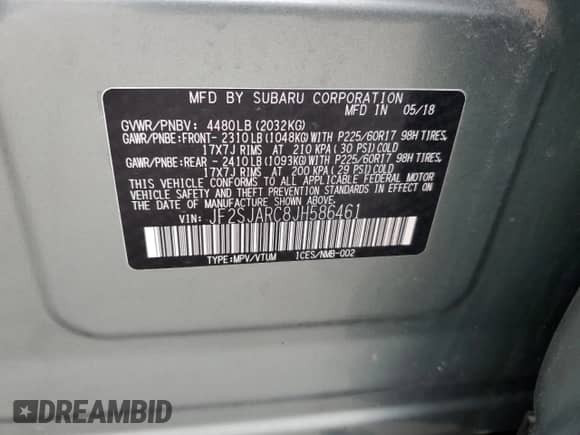 MFD BY SUBARU CORPORATION
MFD IN 05/18
GVWR/PNBV: 4480LB(2032KG)
GAWR/PNBE:FRONT- 2310LB(1048KG)WITH P225/60R17 98H TIRES,
17X7J RIMS AT 210 KPA(30 PSI)COLD
GAWR/PNBE:REAR - 2410LB(1093KG)WITH P225/60R17 98H TIRES,
17X7J RIMS AT 200 KPA(29 PSI)COLD
THIS VEHICLE CONFORMS TO ALL APPLICABLE FEDERAL MOTOR
VEHICLE SAFETY, BUMPER, AND THEFT PREVENTION STANDARDS
IN EFFECT ON THE DATE OF MANUFACTURE SHOWN ABOVE.
VIN: JF2SJARC8JH586461
TYPE:MPV/VTUM ICES/NMB-002
DREAMBID